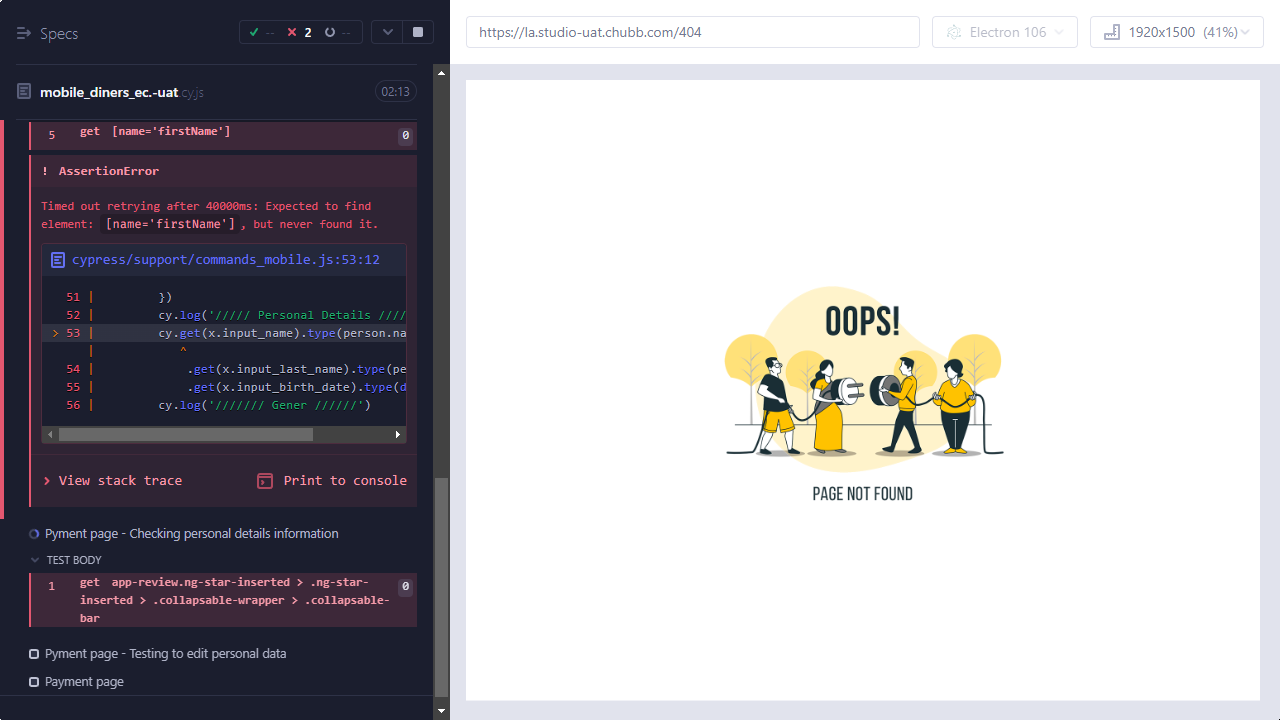 Specs
--
2
--
mobile_diners_ec.-uat.cy.js
02:13
5 get [name='firstName'] 0
! AssertionError
Timed out retrying after 40000ms: Expected to find
element: [name='firstName'], but never found it.
cypress/support/commands_mobile.js:53:12
51 | })
52 | cy.log('///// Personal Details ////
> 53 | cy.get(x.input_name).type(person.na
| ^
54 | .get(x.input_last_name).type(pe
55 | .get(x.input_birth_date).type(d
56 | cy.log('/////// Gener //////')
> View stack trace
Print to console
Pyment page - Checking personal details information
TEST BODY
1 get app-review.ng-star-inserted > .ng-star-
inserted > .collapsable-wrapper > .collapsable-
bar
0
Pyment page - Testing to edit personal data
Payment page
https://la.studio-uat.chubb.com/404
Electron 106
1920x1500 (41%)
OOPS!
PAGE NOT FOUND